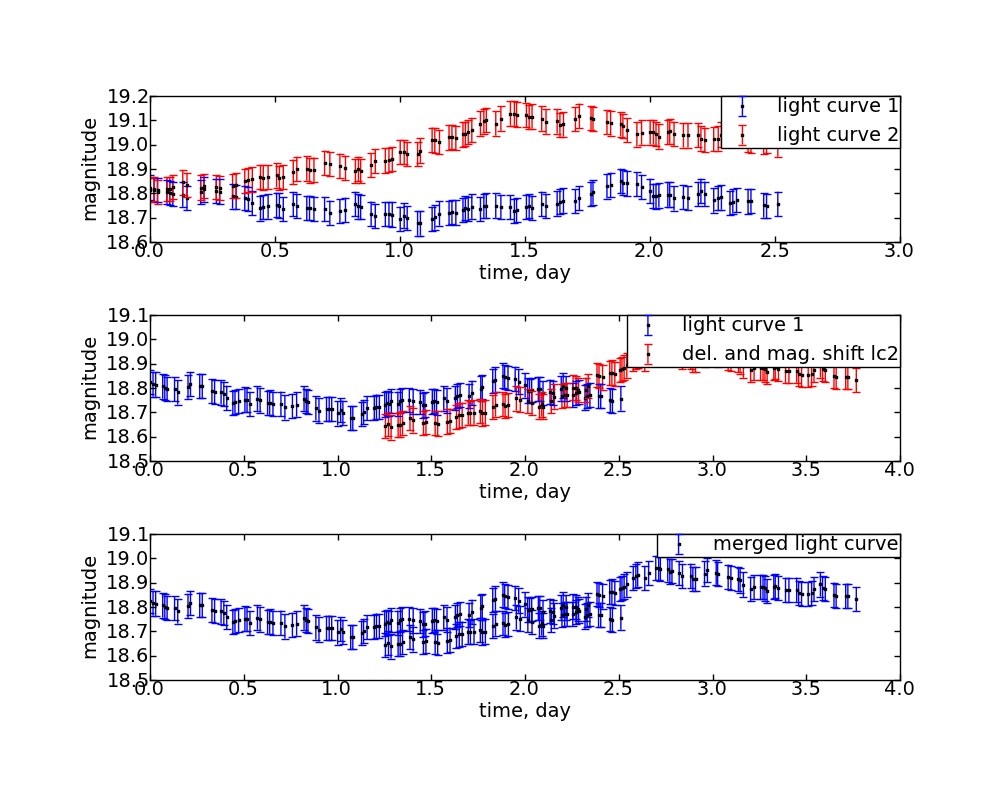 19.2
19.1
19.0
18.9
18.8
18.7
18.6
magnitude
light curve 1
light curve 2
0.0 0.5 1.0 1.5 2.0 2.5 3.0
time, day
19.1
19.0
18.9
18.8
18.7
18.6
18.5
magnitude
light curve 1
del. and mag. shift lc2
0.0 0.5 1.0 1.5 2.0 2.5 3.0 3.5 4.0
time, day
19.1
19.0
18.9
18.8
18.7
18.6
18.5
magnitude
merged light curve
0.0 0.5 1.0 1.5 2.0 2.5 3.0 3.5 4.0
time, day